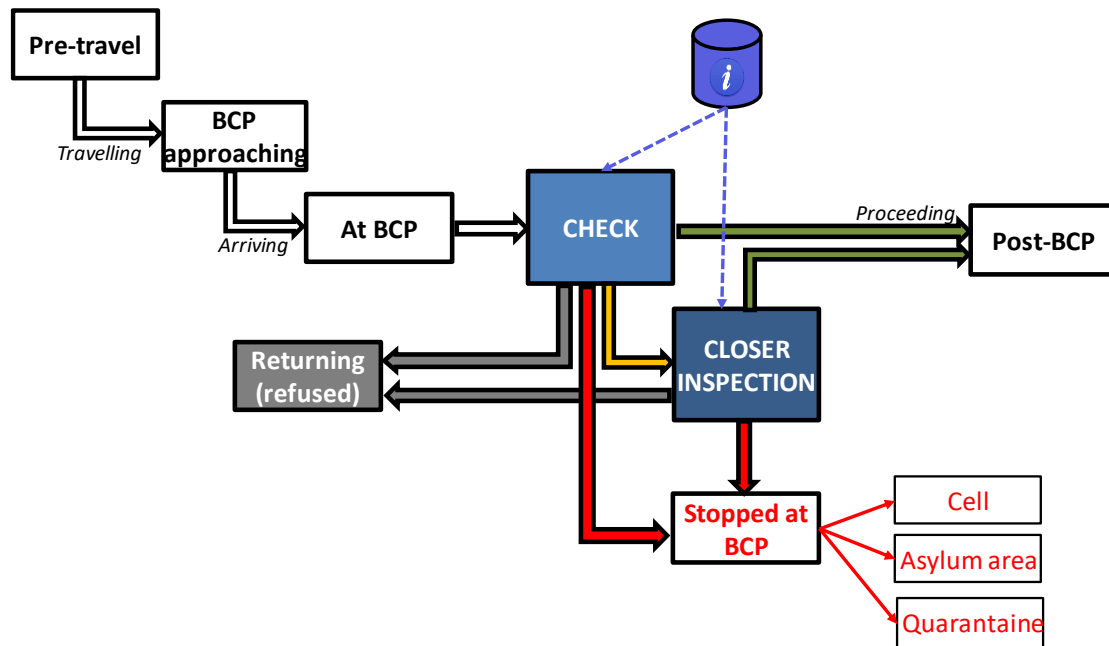 Pre-travel
Travelling
BCP
approaching
Arriving
At BCP
i
CHECK
Proceeding
Post-BCP
Returning
(refused)
CLOSER
INSPECTION
Stopped at
BCP
Cell
Asylum area
Quarantaine